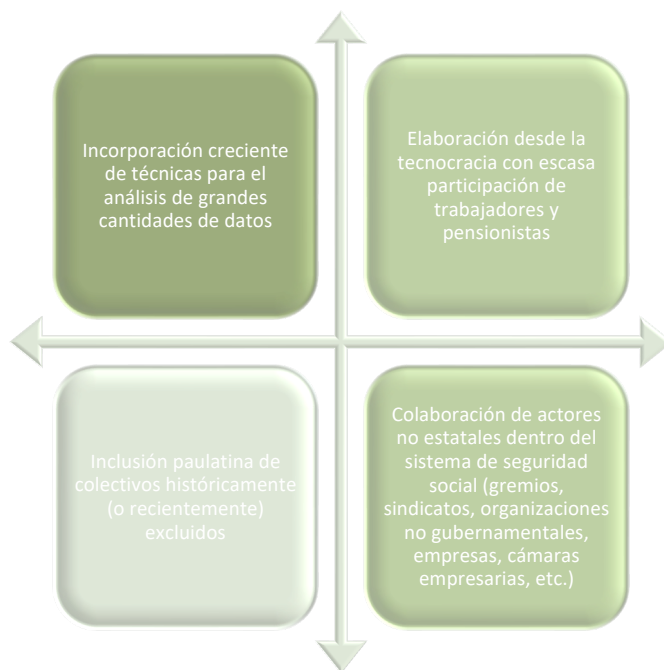 Incorporación creciente
de técnicas para el
análisis de grandes
cantidades de datos
Elaboración desde la
tecnocracia con escasa
participación de
trabajadores y
pensionistas
Inclusión paulatina de
colectivos históricamente
(o recientemente)
excluidos
Colaboración de actores
no estatales dentro del
sistema de seguridad
social (gremios,
sindicatos, organizaciones
no gubernamentales,
empresas, cámaras
empresarias, etc.)